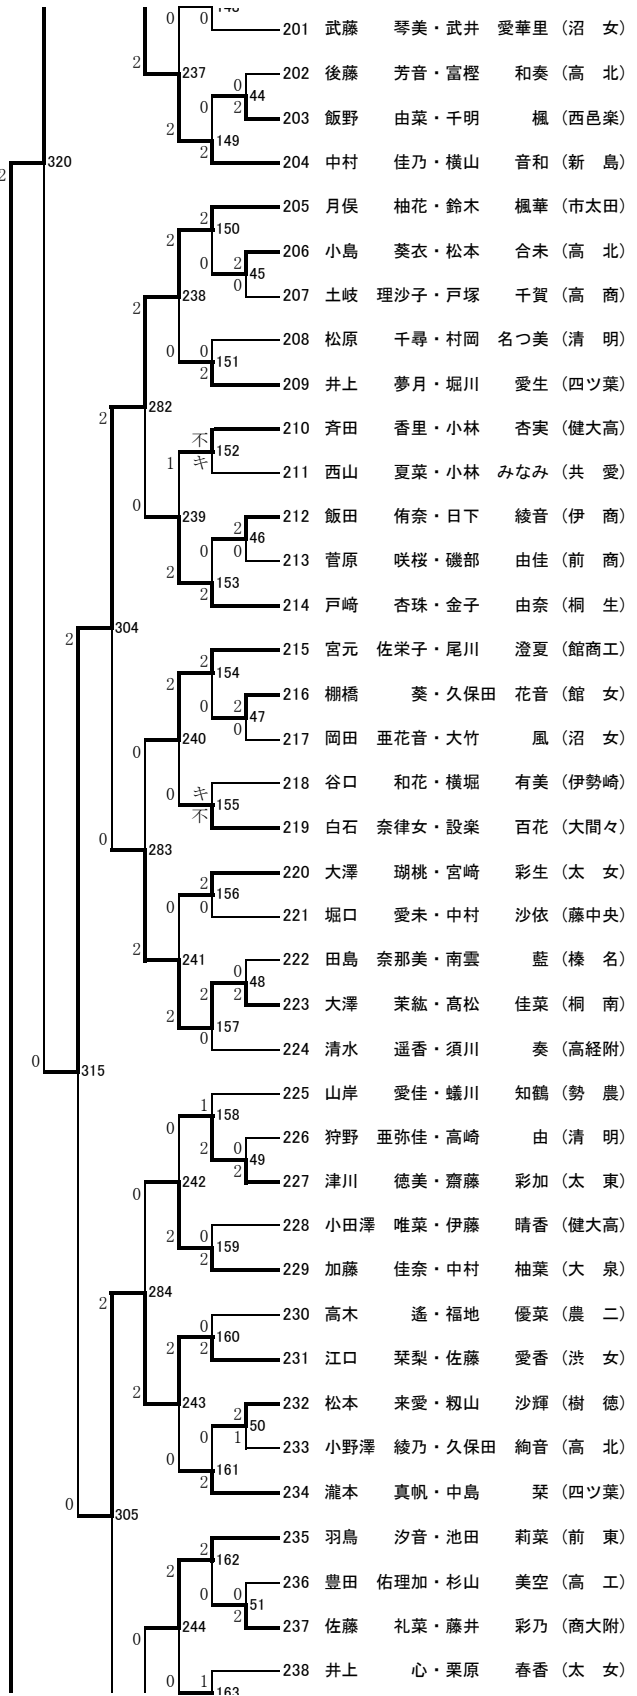 0 0 148
201 武藤 琴美・武井 愛華里 (沼 女)
2 237
0 202 後藤 芳音・富樫 和奏 (高 北)
0 2 44
203 飯野 由菜・千明 楓 (西邑楽)
2 149
2 204 中村 佳乃・横山 音和 (新 島)
2 320
2 205 月俣 柚花・鈴木 楓華 (市太田)
2 150
0 2 206 小島 葵衣・松本 合未 (高 北)
0 45
207 土岐 理沙子・戸塚 千賀 (高 商)
2 238
0 0 208 松原 千尋・村岡 名つ美 (清 明)
2 151
209 井上 夢月・堀川 愛生 (四ツ葉)
2 282
不 210 斉田 香里・小林 杏実 (健大高)
1 キ 152
211 西山 夏菜・小林 みなみ (共 愛)
0 239
2 212 飯田 侑奈・日下 綾音 (伊 商)
0 0 46
213 菅原 咲桜・磯部 由佳 (前 商)
2 153
2 214 戸﨑 杏珠・金子 由奈 (桐 生)
2 304
2 215 宮元 佐栄子・尾川 澄夏 (館商工)
2 154
0 2 216 棚橋 葵・久保田 花音 (館 女)
0 47
217 岡田 亜花音・大竹 風 (沼 女)
0 240
0 キ 218 谷口 和花・横堀 有美 (伊勢崎)
不 155
219 白石 奈律女・設楽 百花 (大間々)
0 283
2 220 大澤 瑚桃・宮﨑 彩生 (太 女)
0 0 156
221 堀口 愛未・中村 沙依 (藤中央)
2 241
0 222 田島 奈那美・南雲 藍 (榛 名)
2 2 48
223 大澤 茉紘・髙松 佳菜 (桐 南)
2 157
0 224 清水 遥香・須川 奏 (高経附)
0 315
1 225 山岸 愛佳・蟻川 知鶴 (勢 農)
0 158
2 0 226 狩野 亜弥佳・高崎 由 (清 明)
2 49
227 津川 徳美・齋藤 彩加 (太 東)
0 242
2 0 228 小田澤 唯菜・伊藤 晴香 (健大高)
2 159
229 加藤 佳奈・中村 柚葉 (大 泉)
2 284
0 230 高木 遙・福地 優菜 (農 二)
2 2 160
231 江口 栞梨・佐藤 愛香 (渋 女)
2 243
2 232 松本 来愛・籾山 沙輝 (樹 徳)
0 1 50
233 小野澤 綾乃・久保田 絢音 (高 北)
0 161
2 234 瀧本 真帆・中島 栞 (四ツ葉)
0 305
2 235 羽鳥 汐音・池田 莉菜 (前 東)
2 162
0 0 236 豊田 佑理加・杉山 美空 (高 工)
2 51
237 佐藤 礼菜・藤井 彩乃 (商大附)
0 244
0 1 238 井上 心・栗原 春香 (太 女)
163